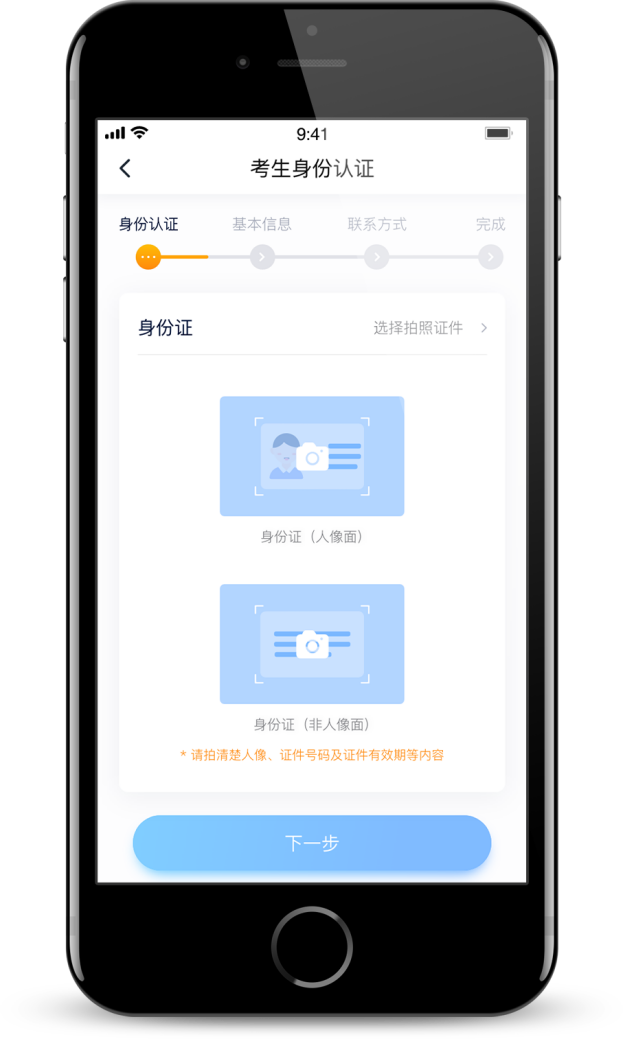 9:41
考生身份认证
身份认证 基本信息 联系方式 完成
身份证 选择拍照证件
身份证（人像面）
身份证（非人像面）
* 请拍清楚人像、证件号码及证件有效期等内容
下一步